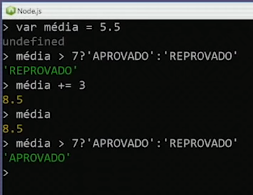 Node.js
> var média = 5.5
undefined
> média > 7?'APROVADO':'REPROVADO'
'REPROVADO'
> média += 3
8.5
> média
8.5
> média > 7?'APROVADO':'REPROVADO'
'APROVADO'
>